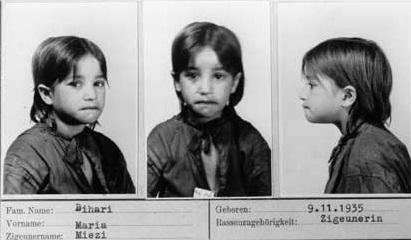 Fam. Name: Bihari
Vorname: Maria
Zigeunername: Miezi
Geboren: 9.11.1935
Rassenzugehörigkeit: Zigeunerin